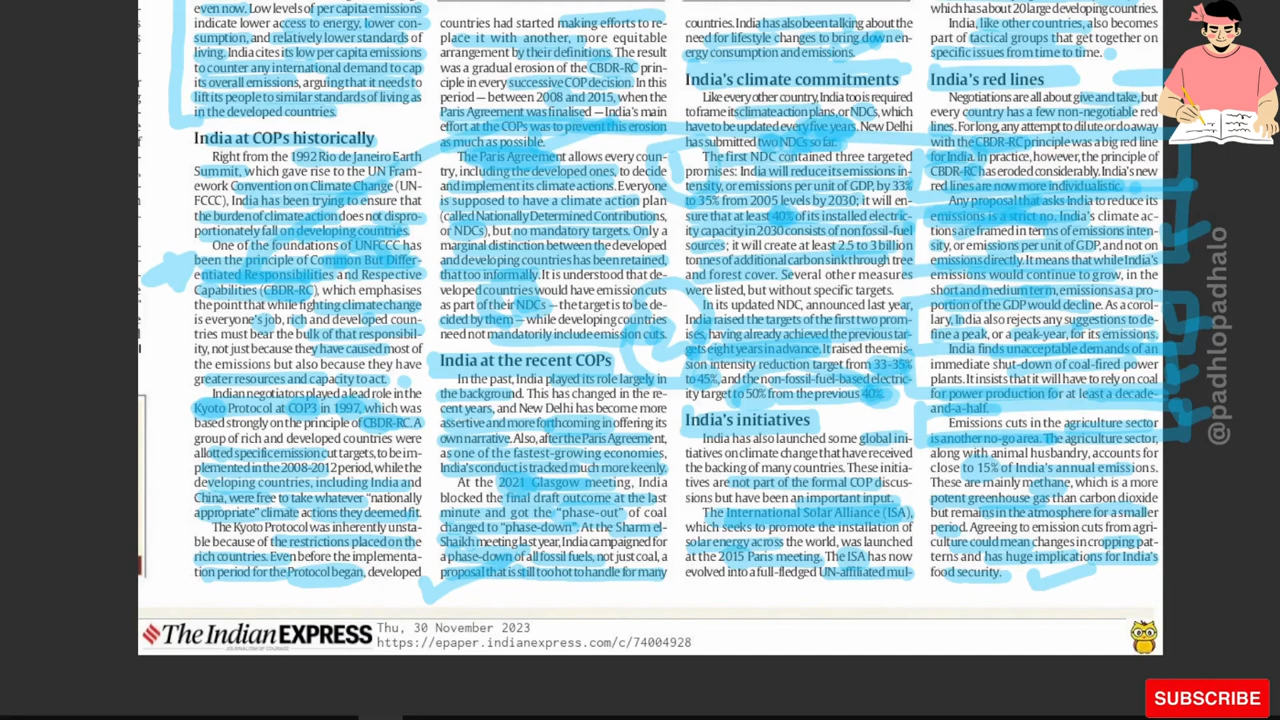 even now. Low levels of per capita emissions
indicate lower access to energy, lower con-
sumption, and relatively lower standards of
living. India cites its low per capita emissions
to counter any international demand to cap
its overall emissions, arguing that it needs to
lift its people to similar standards of living as
in the developed countries.
India at COPs historically
Right from the 1992 Rio de Janeiro Earth
Summit, which gave rise to the UN Fram-
ework Convention on Climate Change (UN-
FCCC), India has been trying to ensure that
the burden of climate action does not dispro-
portionately fall on developing countries.
One of the foundations of UNFCCC has
been the principle of Common But Differ-
entiated Responsibilities and Respective
Capabilities (CBDR-RC), which emphasises
the point that while fighting climate change
is everyone's job, rich and developed coun-
tries must bear the bulk of that responsibil-
ity, not just because they have caused most of
the emissions but also because they have
greater resources and capacity to act.
Indian negotiators played a lead role in the
Kyoto Protocol at COP3 in 1997, which was
based strongly on the principle of CBDR-RC. A
group of rich and developed countries were
allotted specific emission cut targets, to be im-
plemented in the 2008-2012 period, while the
developing countries, including India and
China, were free to take whatever "nationally
appropriate" climate actions they deemed fit.
The Kyoto Protocol was inherently unsta-
ble because of the restrictions placed on the
rich countries. Even before the implementa-
tion period for the Protocol began, developed
countries had started making efforts to re-
place it with another, more equitable
arrangement by their definitions. The result
was a gradual erosion of the CBDR-RC prin-
ciple in every successive COP decision. In this
period — between 2008 and 2015, when the
Paris Agreement was finalised — India's main
effort at the COPs was to prevent this erosion
as much as possible.
The Paris Agreement allows every coun-
try, including the developed ones, to decide
and implement its climate actions. Everyone
is supposed to have a climate action plan
(called Nationally Determined Contributions,
or NDCs), but no mandatory targets. Only a
marginal distinction between the developed
and developing countries has been retained,
that too informally. It is understood that de-
veloped countries would have emission cuts
as part of their NDCs — the target is to be de-
cided by them — while developing countries
need not mandatorily include emission cuts.
India at the recent COPs
In the past, India played its role largely in
the background. This has changed in the re-
cent years, and New Delhi has become more
assertive and more forthcoming in offering its
own narrative. Also, after the Paris Agreement,
as one of the fastest-growing economies,
India's conduct is tracked much more keenly.
At the 2021 Glasgow meeting, India
blocked the final draft outcome at the last
minute and got the "phase-out" of coal
changed to "phase-down". At the Sharm el-
Shaikh meeting last year, India campaigned for
a phase-down of all fossil fuels, not just coal, a
proposal that is still too hot to handle for many
countries. India has also been talking about the
need for lifestyle changes to bring down en-
ergy consumption and emissions.
India's climate commitments
Like every other country, India too is required
to frame its climate action plans, or NDCs, which
have to be updated every five years. New Delhi
has submitted two NDCs so far.
The first NDC contained three targeted
promises: India will reduce its emissions in-
tensity, or emissions per unit of GDP, by 33%
to 35% from 2005 levels by 2030; it will en-
sure that at least 40% of its installed electric-
ity capacity in 2030 consists of non fossil-fuel
sources; it will create at least 2.5 to 3 billion
tonnes of additional carbon sink through tree
and forest cover. Several other measures
were listed, but without specific targets.
In its updated NDC, announced last year,
India raised the targets of the first two prom-
ises, having already achieved the previous tar-
gets eight years in advance. It raised the emis-
sion intensity reduction target from 33-35%
to 45%, and the non-fossil-fuel-based electric-
ity target to 50% from the previous 40%.
India's initiatives
India has also launched some global ini-
tiatives on climate change that have received
the backing of many countries. These initia-
tives are not part of the formal COP discus-
sions but have been an important input.
The International Solar Alliance (ISA),
which seeks to promote the installation of
solar energy across the world, was launched
at the 2015 Paris meeting. The ISA has now
evolved into a full-fledged UN-affiliated mul-
which has about 20 large developing countries.
India, like other countries, also becomes
part of tactical groups that get together on
specific issues from time to time.
India's red lines
Negotiations are all about give and take, but
every country has a few non-negotiable red
lines. For long, any attempt to dilute or do away
with the CBDR-RC principle was a big red line
for India. In practice, however, the principle of
CBDR-RC has eroded considerably. India's new
red lines are now more individualistic.
Any proposal that asks India to reduce its
emissions is a strict no. India's climate ac-
tions are framed in terms of emissions inten-
sity, or emissions per unit of GDP, and not on
emissions directly. It means that while India's
emissions would continue to grow, in the
short and medium term, emissions as a pro-
portion of the GDP would decline. As a corol-
lary, India also rejects any suggestions to de-
fine a peak, or a peak-year, for its emissions.
India finds unacceptable demands of an
immediate shut-down of coal-fired power
plants. It insists that it will have to rely on coal
for power production for at least a decade-
and-a-half.
Emissions cuts in the agriculture sector
is another no-go area. The agriculture sector,
along with animal husbandry, accounts for
close to 15% of India's annual emissions.
These are mainly methane, which is a more
potent greenhouse gas than carbon dioxide
but remains in the atmosphere for a smaller
period. Agreeing to emission cuts from agri-
culture could mean changes in cropping pat-
terns and has huge implications for India's
food security.
The Indian EXPRESS
JOURNALISM OF COURAGE
Thu, 30 November 2023
https://epaper.indianexpress.com/c/74004928
@padhlopadhalo
SUBSCRIBE